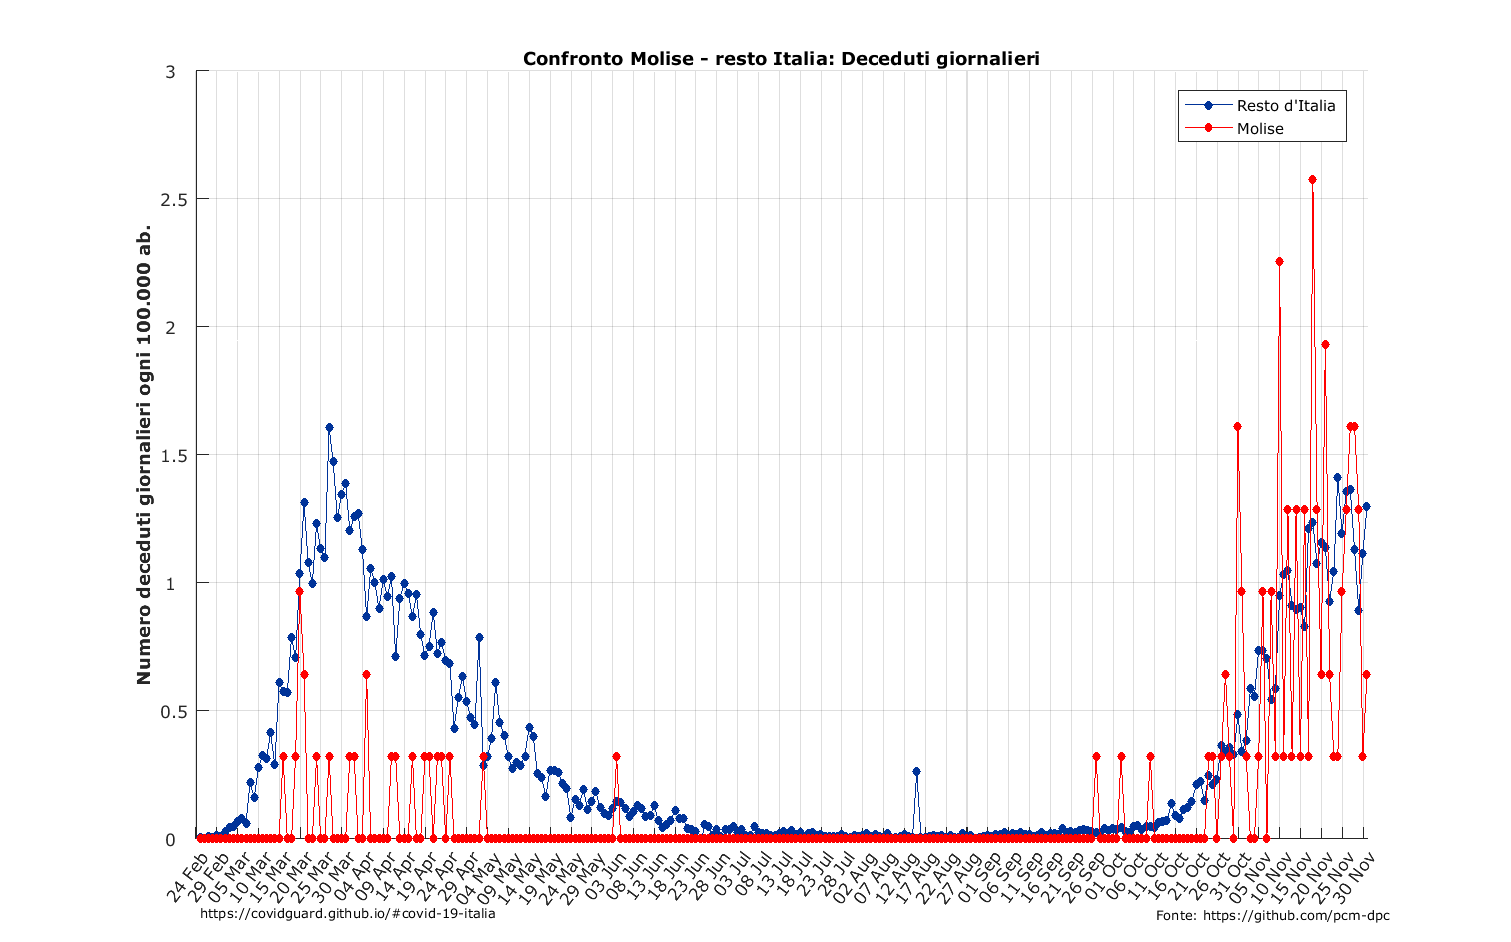 Confronto Molise - resto Italia: Deceduti giornalieri
Resto d'Italia
Molise
Numero deceduti giornalieri ogni 100.000 ab.
3
2.5
2
1.5
1
0.5
0
24 Feb
29 Feb
05 Mar
10 Mar
15 Mar
20 Mar
25 Mar
30 Mar
04 Apr
09 Apr
14 Apr
19 Apr
24 Apr
29 Apr
04 May
09 May
14 May
19 May
24 May
29 May
03 Jun
08 Jun
13 Jun
18 Jun
23 Jun
28 Jun
03 Jul
08 Jul
13 Jul
18 Jul
23 Jul
28 Jul
02 Aug
07 Aug
12 Aug
17 Aug
22 Aug
27 Aug
01 Sep
06 Sep
11 Sep
16 Sep
21 Sep
26 Sep
01 Oct
06 Oct
11 Oct
16 Oct
21 Oct
26 Oct
31 Oct
05 Nov
10 Nov
15 Nov
20 Nov
25 Nov
30 Nov
https://covidguard.github.io/#covid-19-italia
Fonte: https://github.com/pcm-dpc